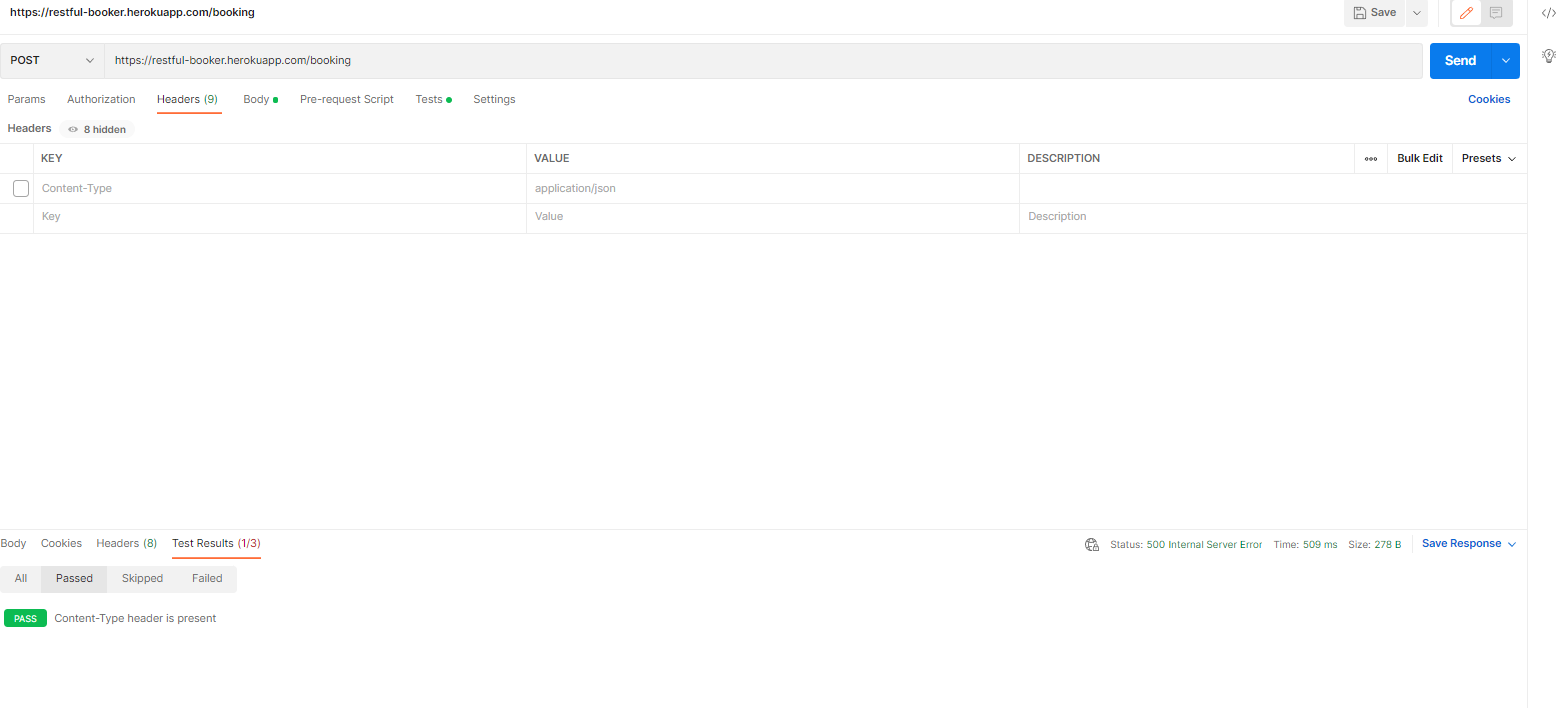 https://restful-booker.herokuapp.com/booking
Save
</>
POST
https://restful-booker.herokuapp.com/booking
Send
Params Authorization Headers (9) Body Pre-request Script Tests Settings Cookies
Headers 8 hidden
KEY VALUE DESCRIPTION Bulk Edit Presets
Content-Type application/json
Key Value Description
Body Cookies Headers (8) Test Results (1/3) Status: 500 Internal Server Error Time: 509 ms Size: 278 B Save Response
All Passed Skipped Failed
PASS Content-Type header is present